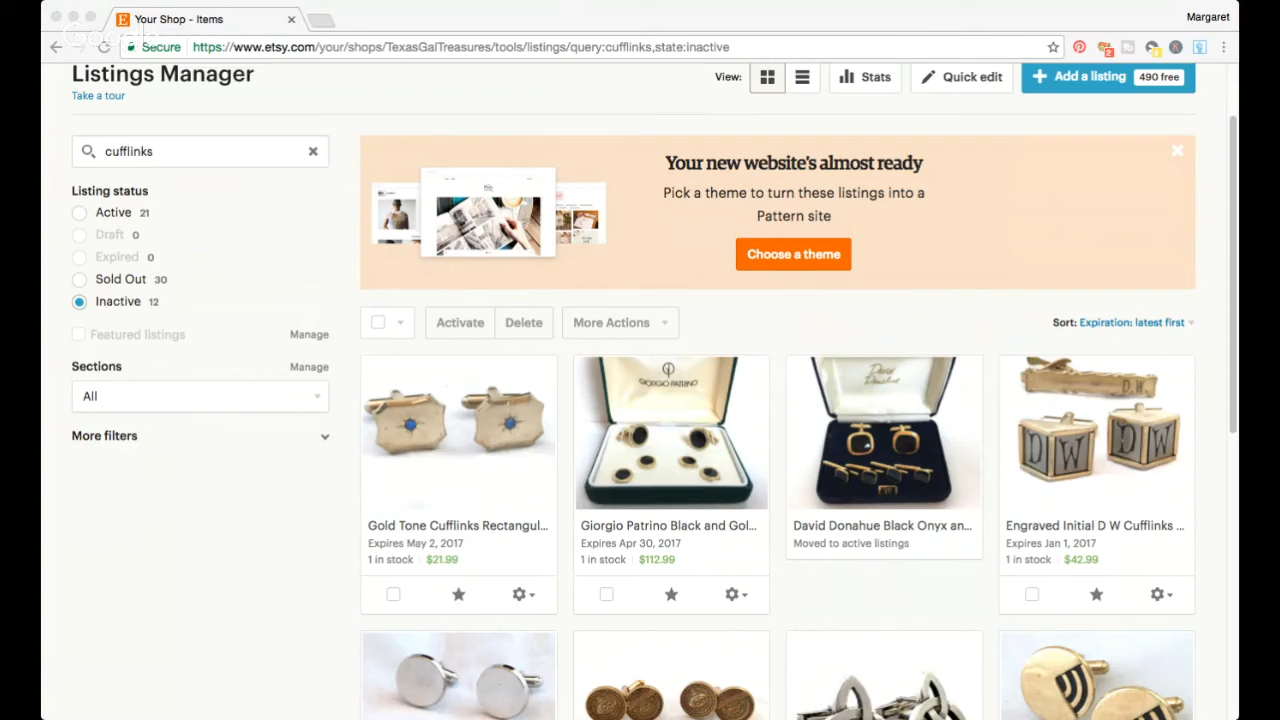 Your Shop - Items
Margaret
Google
Secure https://www.etsy.com/your/shops/TexasGalTreasures/tools/listings/query:cufflinks,state:inactive
2
Listings Manager
Take a tour
View:
Stats
Quick edit
Add a listing 490 free
cufflinks
Listing status
Active 21
Draft 0
Expired 0
Sold Out 30
Inactive 12
Featured listings Manage
Sections Manage
All
More filters
Your new website's almost ready
Pick a theme to turn these listings into a
Pattern site
Choose a theme
Activate Delete More Actions
Sort: Expiration: latest first
GIORGIO PATRINO
D W
D W D W
Gold Tone Cufflinks Rectangul...
Expires May 2, 2017
1 in stock $21.99
Giorgio Patrino Black and Gol...
Expires Apr 30, 2017
1 in stock $112.99
David Donahue Black Onyx an...
Moved to active listings
Engraved Initial D W Cufflinks ...
Expires Jan 1, 2017
1 in stock $42.99